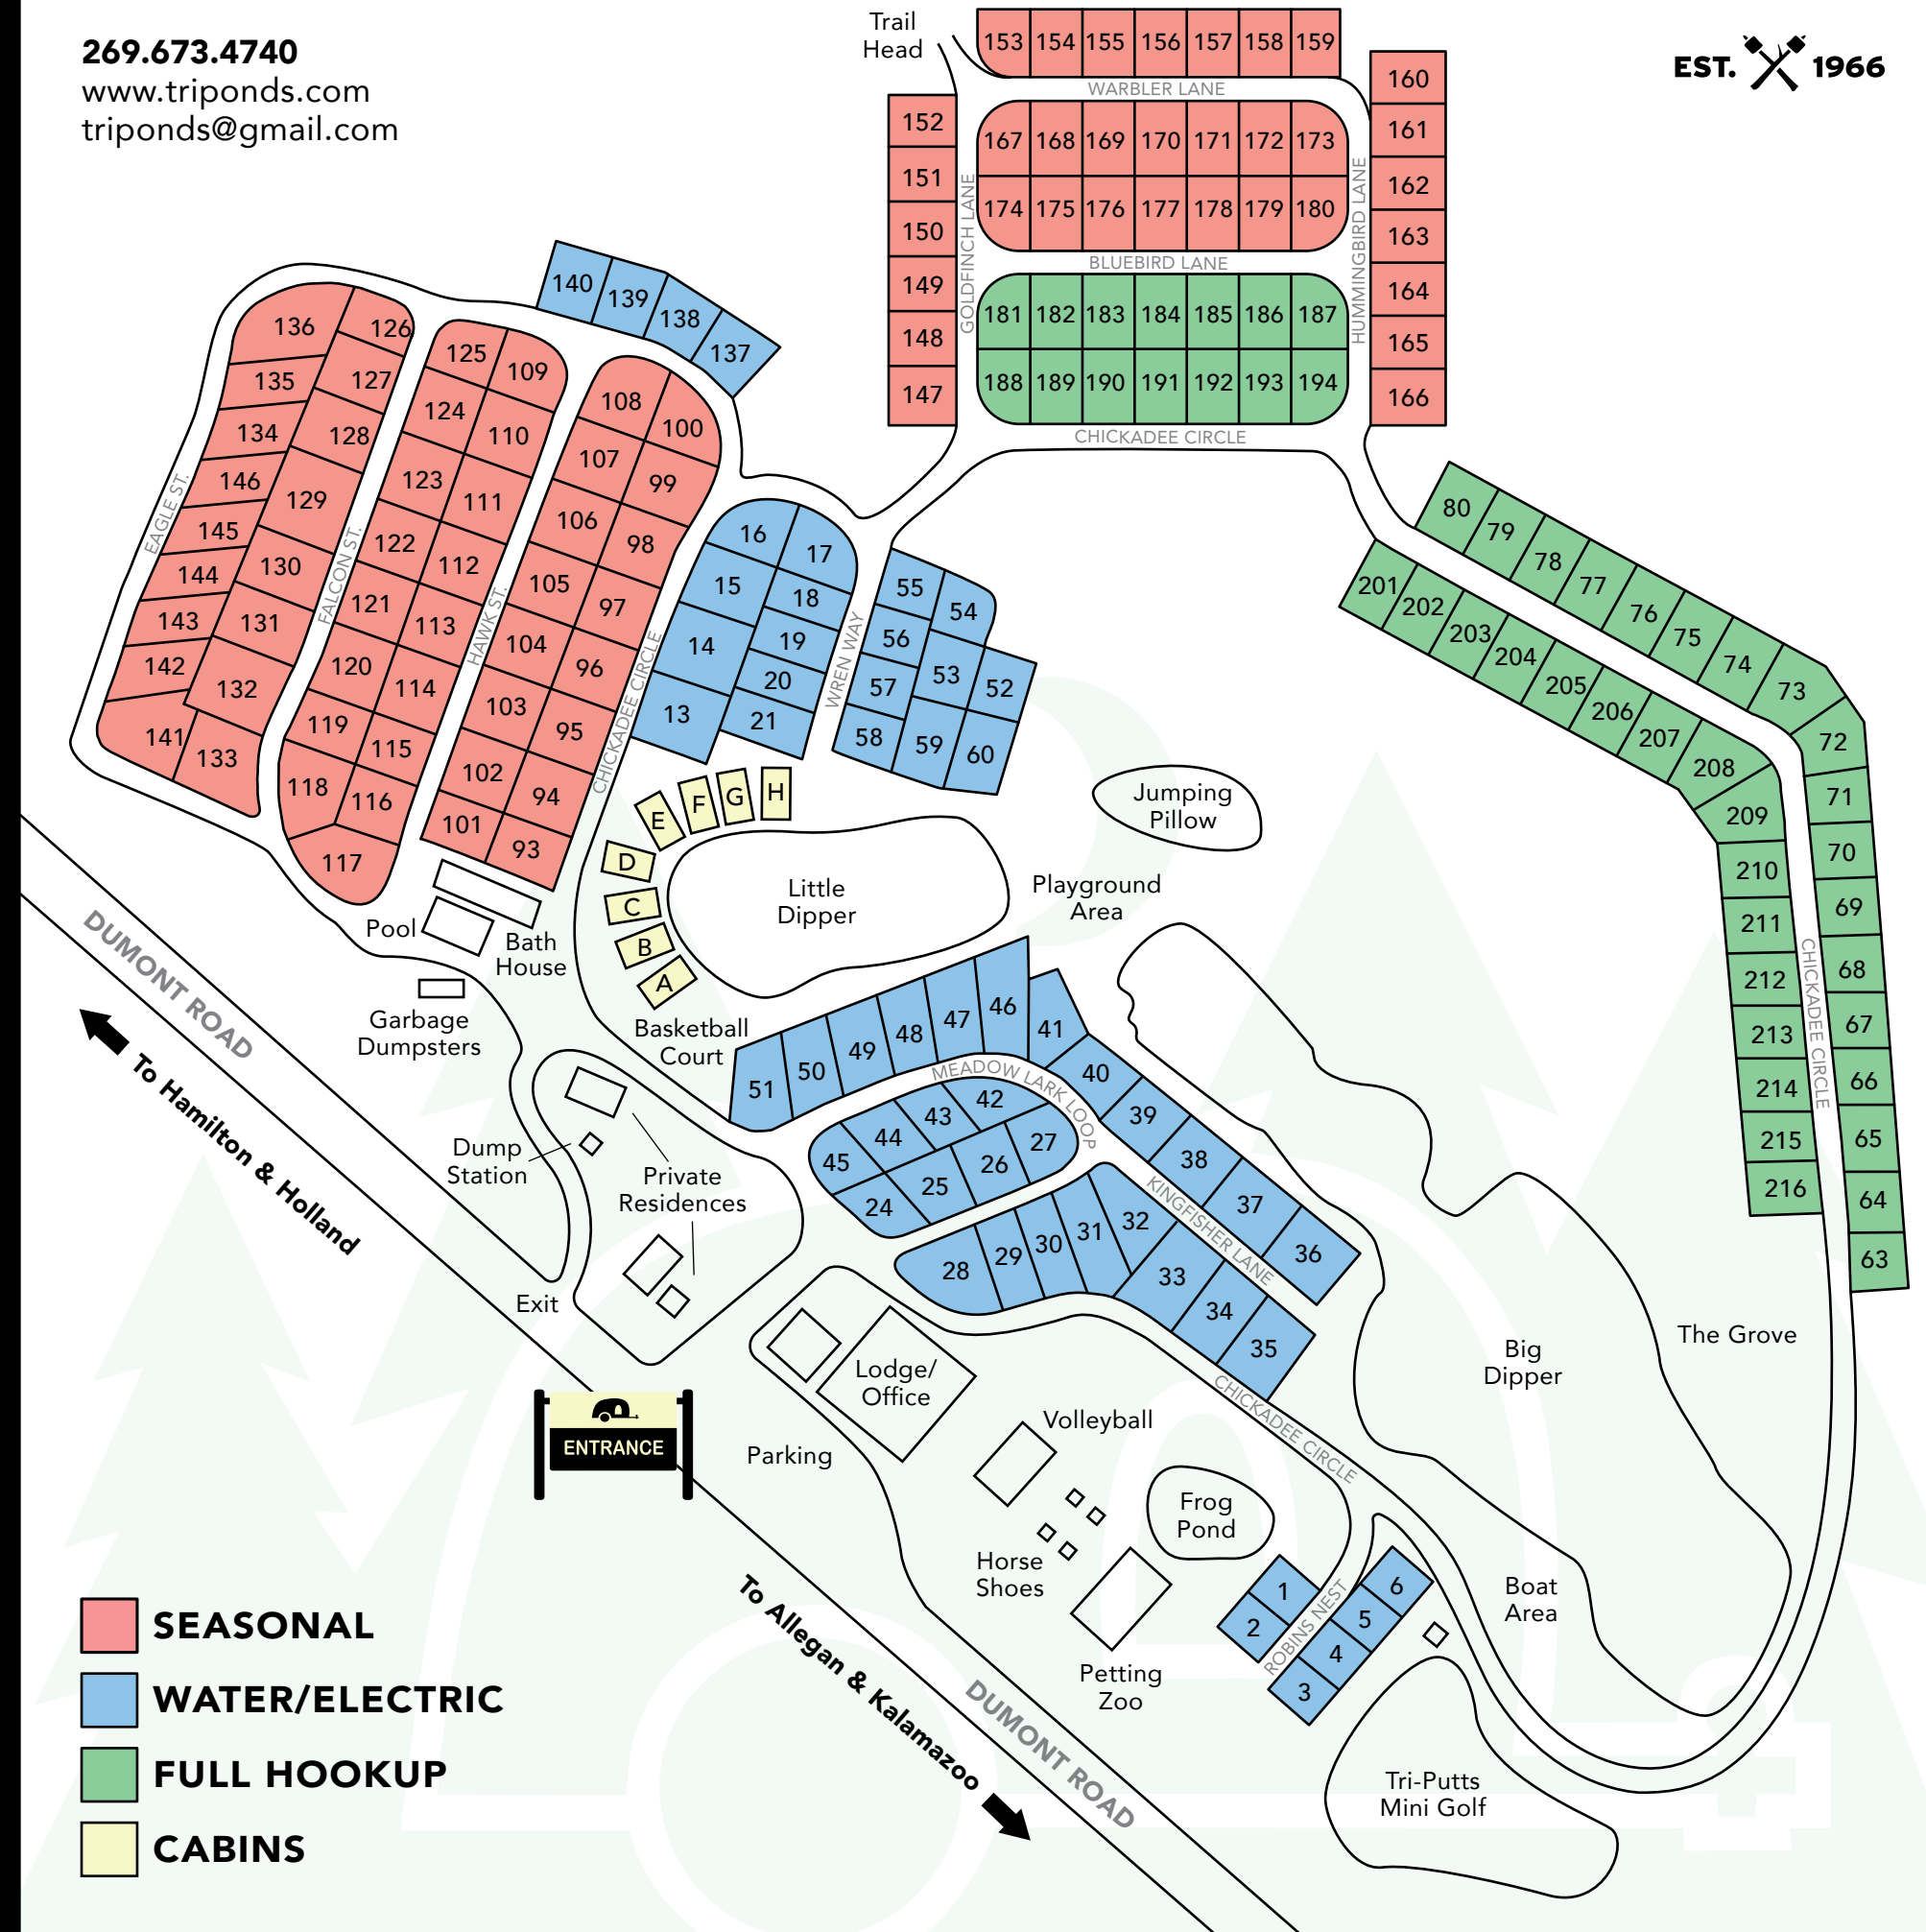 269.673.4740
www.triponds.com
triponds@gmail.com
EST. 1966
Trail
Head
153 154 155 156 157 158 159
WARBLER LANE
160
161
162
163
164
165
166
152
151
150
149
148
147
GOLDFINCH LANE
167 168 169 170 171 172 173
174 175 176 177 178 179 180
HUMMINGBIRD LANE
BLUEBIRD LANE
181 182 183 184 185 186 187
188 189 190 191 192 193 194
CHICKADEE CIRCLE
140 139 138 137
136
135
134
146
145
144
143
142
141
EAGLE ST.
126
127
128
129
130
131
132
133
FALCON ST.
125
124
123
122
121
120
119
118
117
109
110
111
112
113
114
115
116
HAWK ST.
108
107
106
105
104
103
102
101
100
99
98
97
96
95
94
93
CHICKADEE CIRCLE
16
15
14
13
17
18
19
20
21
WREN WAY
55
56
57
58
54
53
59
52
60
80 79 78 77 76 75 74 73 72
71
70
69
68
67
66
65
64
63
201 202 203 204 205 206 207 208 209
210
211
212
213
214
215
216
CHICKADEE CIRCLE
E F G H
D
C
B
A
Little
Dipper
Jumping
Pillow
Playground
Area
Pool
Bath
House
Garbage
Dumpsters
Basketball
Court
51 50 49 48 47 46 41
40 39 38 37 36
MEADOW LARK LOOP
45 44 43 42
24 25 26 27
28 29 30 31 32 33 34 35
KINGFISHER LANE
CHICKADEE CIRCLE
DUMONT ROAD
To Hamilton & Holland
Dump
Station
Private
Residences
Exit
ENTRANCE
Parking
Lodge/
Office
Volleyball
Horse
Shoes
Frog
Pond
Petting
Zoo
Big
Dipper
The Grove
Boat
Area
1
2
ROBINS NEST
6
5
4
3
Tri-Putts
Mini Golf
To Allegan & Kalamazoo
DUMONT ROAD
SEASONAL
WATER/ELECTRIC
FULL HOOKUP
CABINS